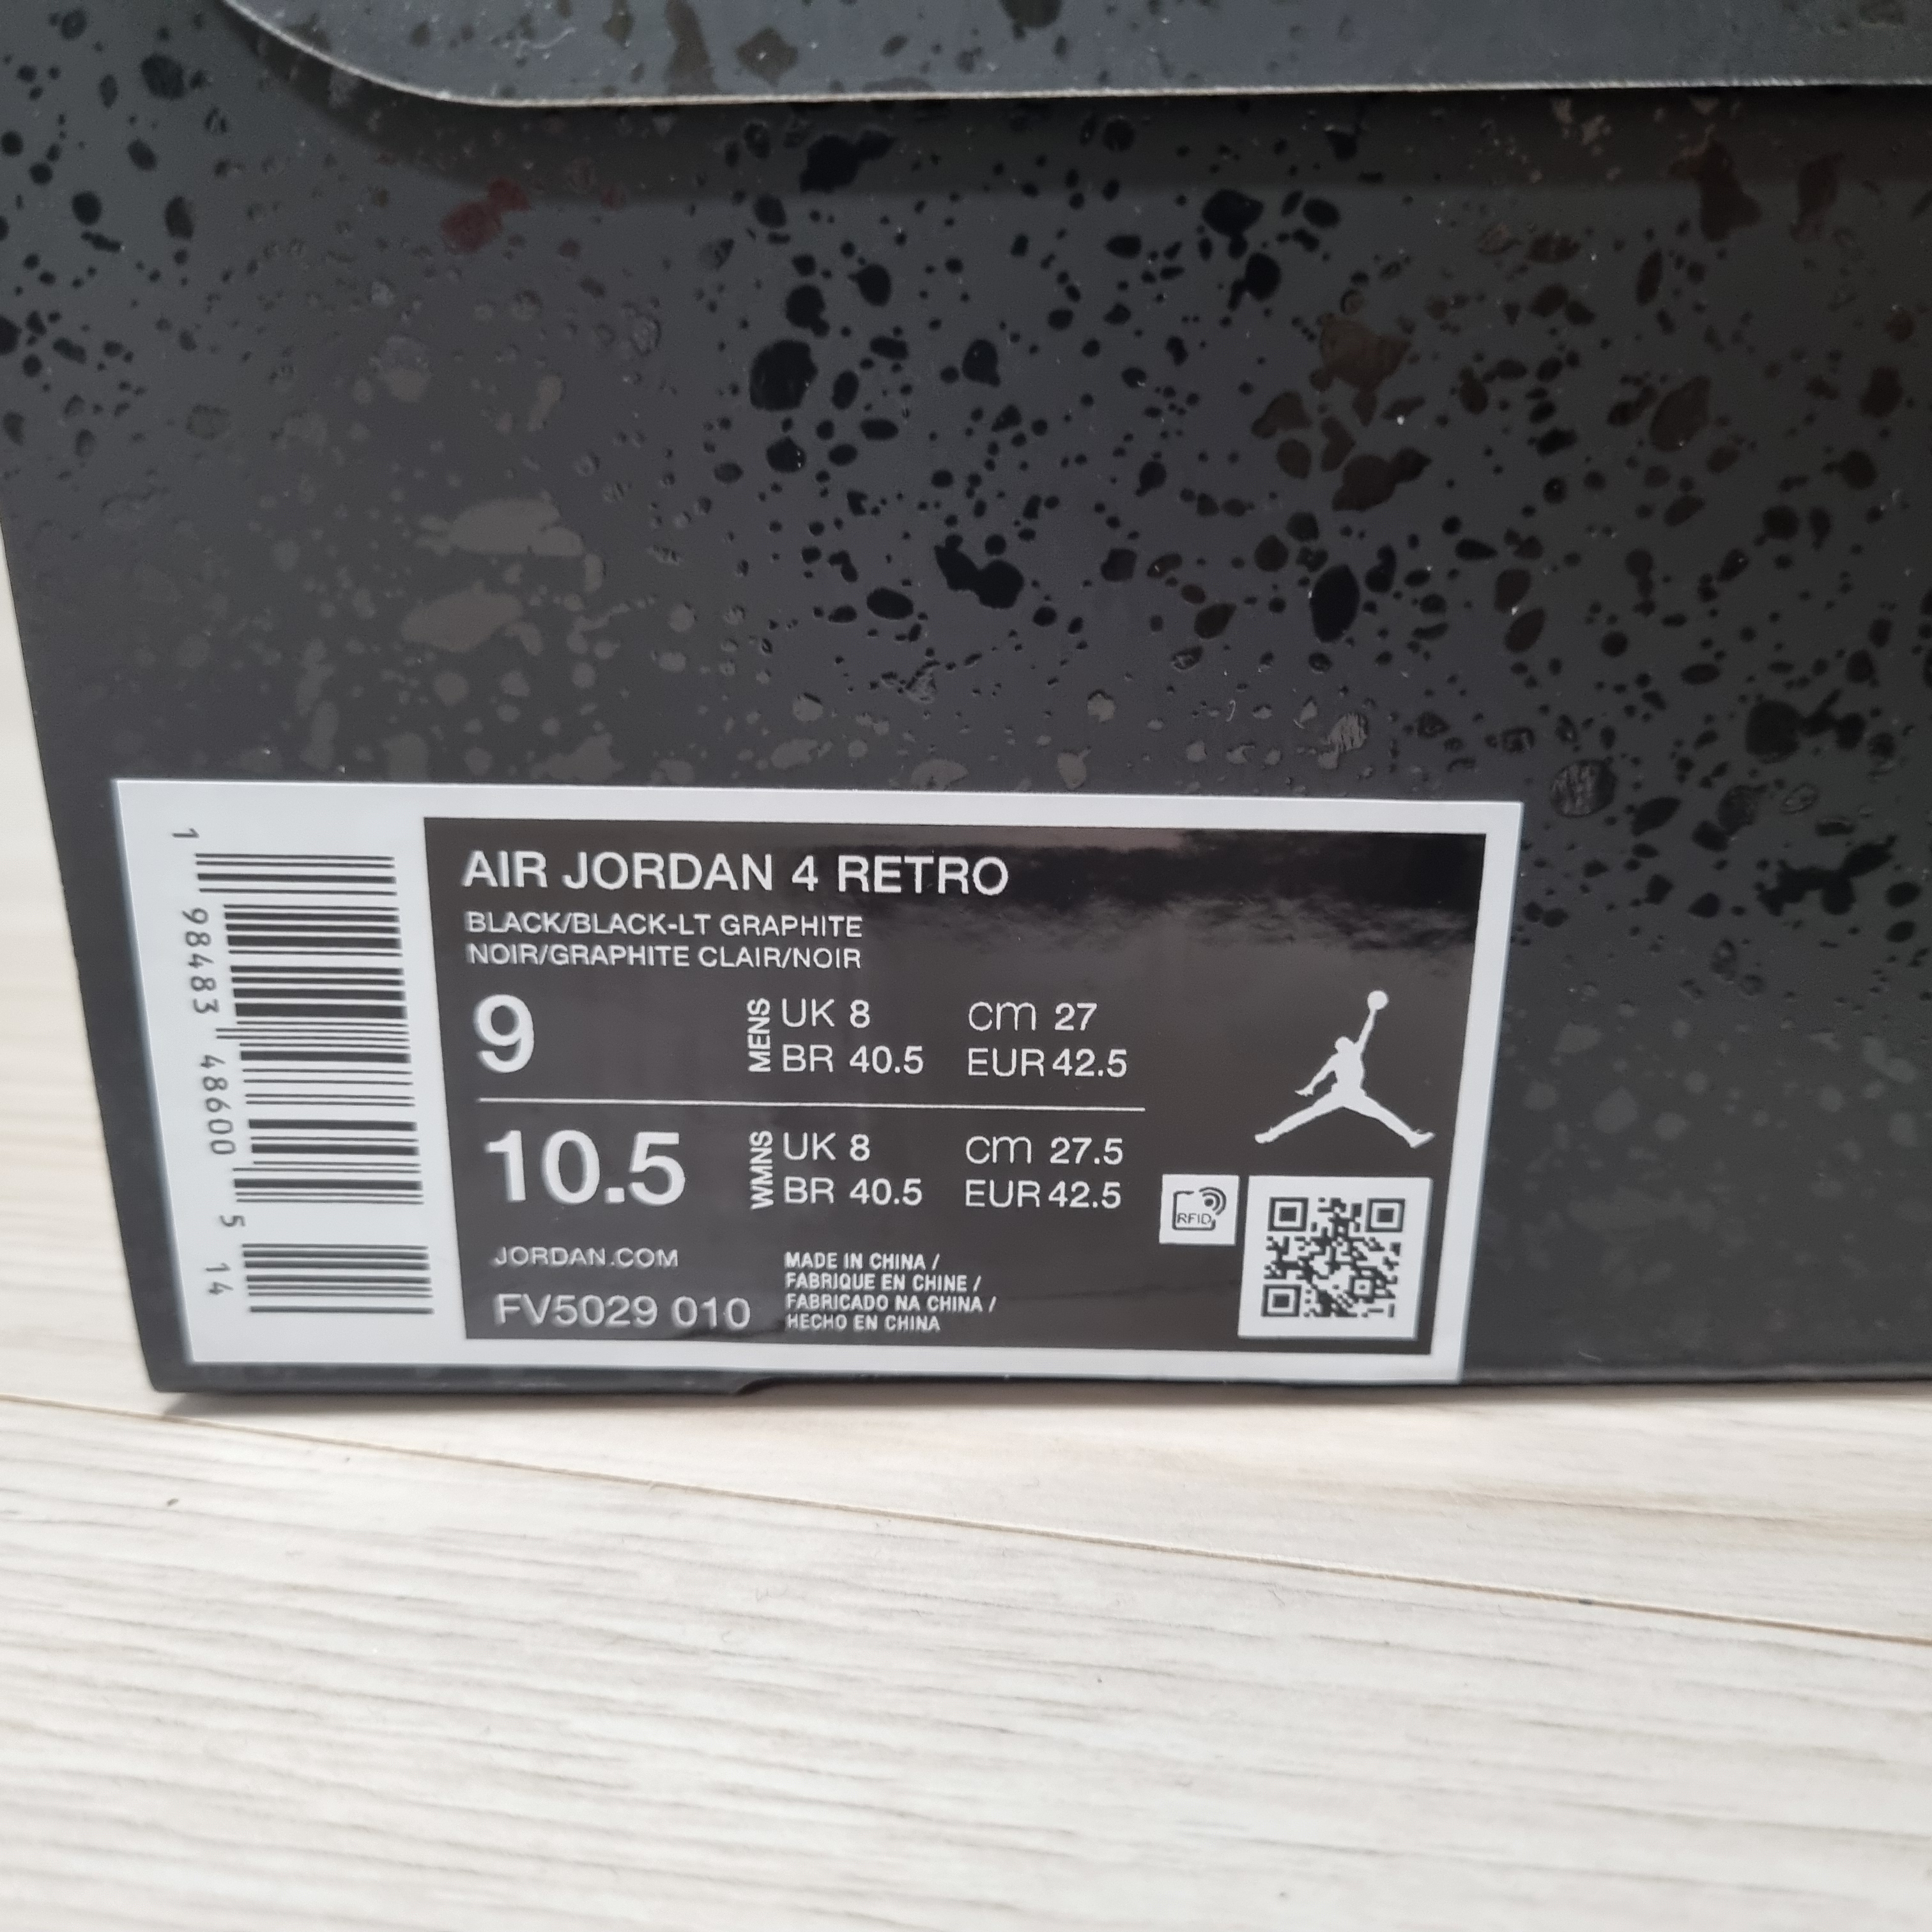 AIR JORDAN 4 RETRO
BLACK/BLACK-LT GRAPHITE
NOIR/GRAPHITE CLAIR/NOIR
9 MENS UK 8 cm 27
BR 40.5 EUR 42.5
10.5 WMNS UK 8 cm 27.5
BR 40.5 EUR 42.5
JORDAN.COM
FV5029 010
MADE IN CHINA /
FABRIQUE EN CHINE /
FABRICADO NA CHINA /
HECHO EN CHINA
RFID
1 98483 48600 5 14